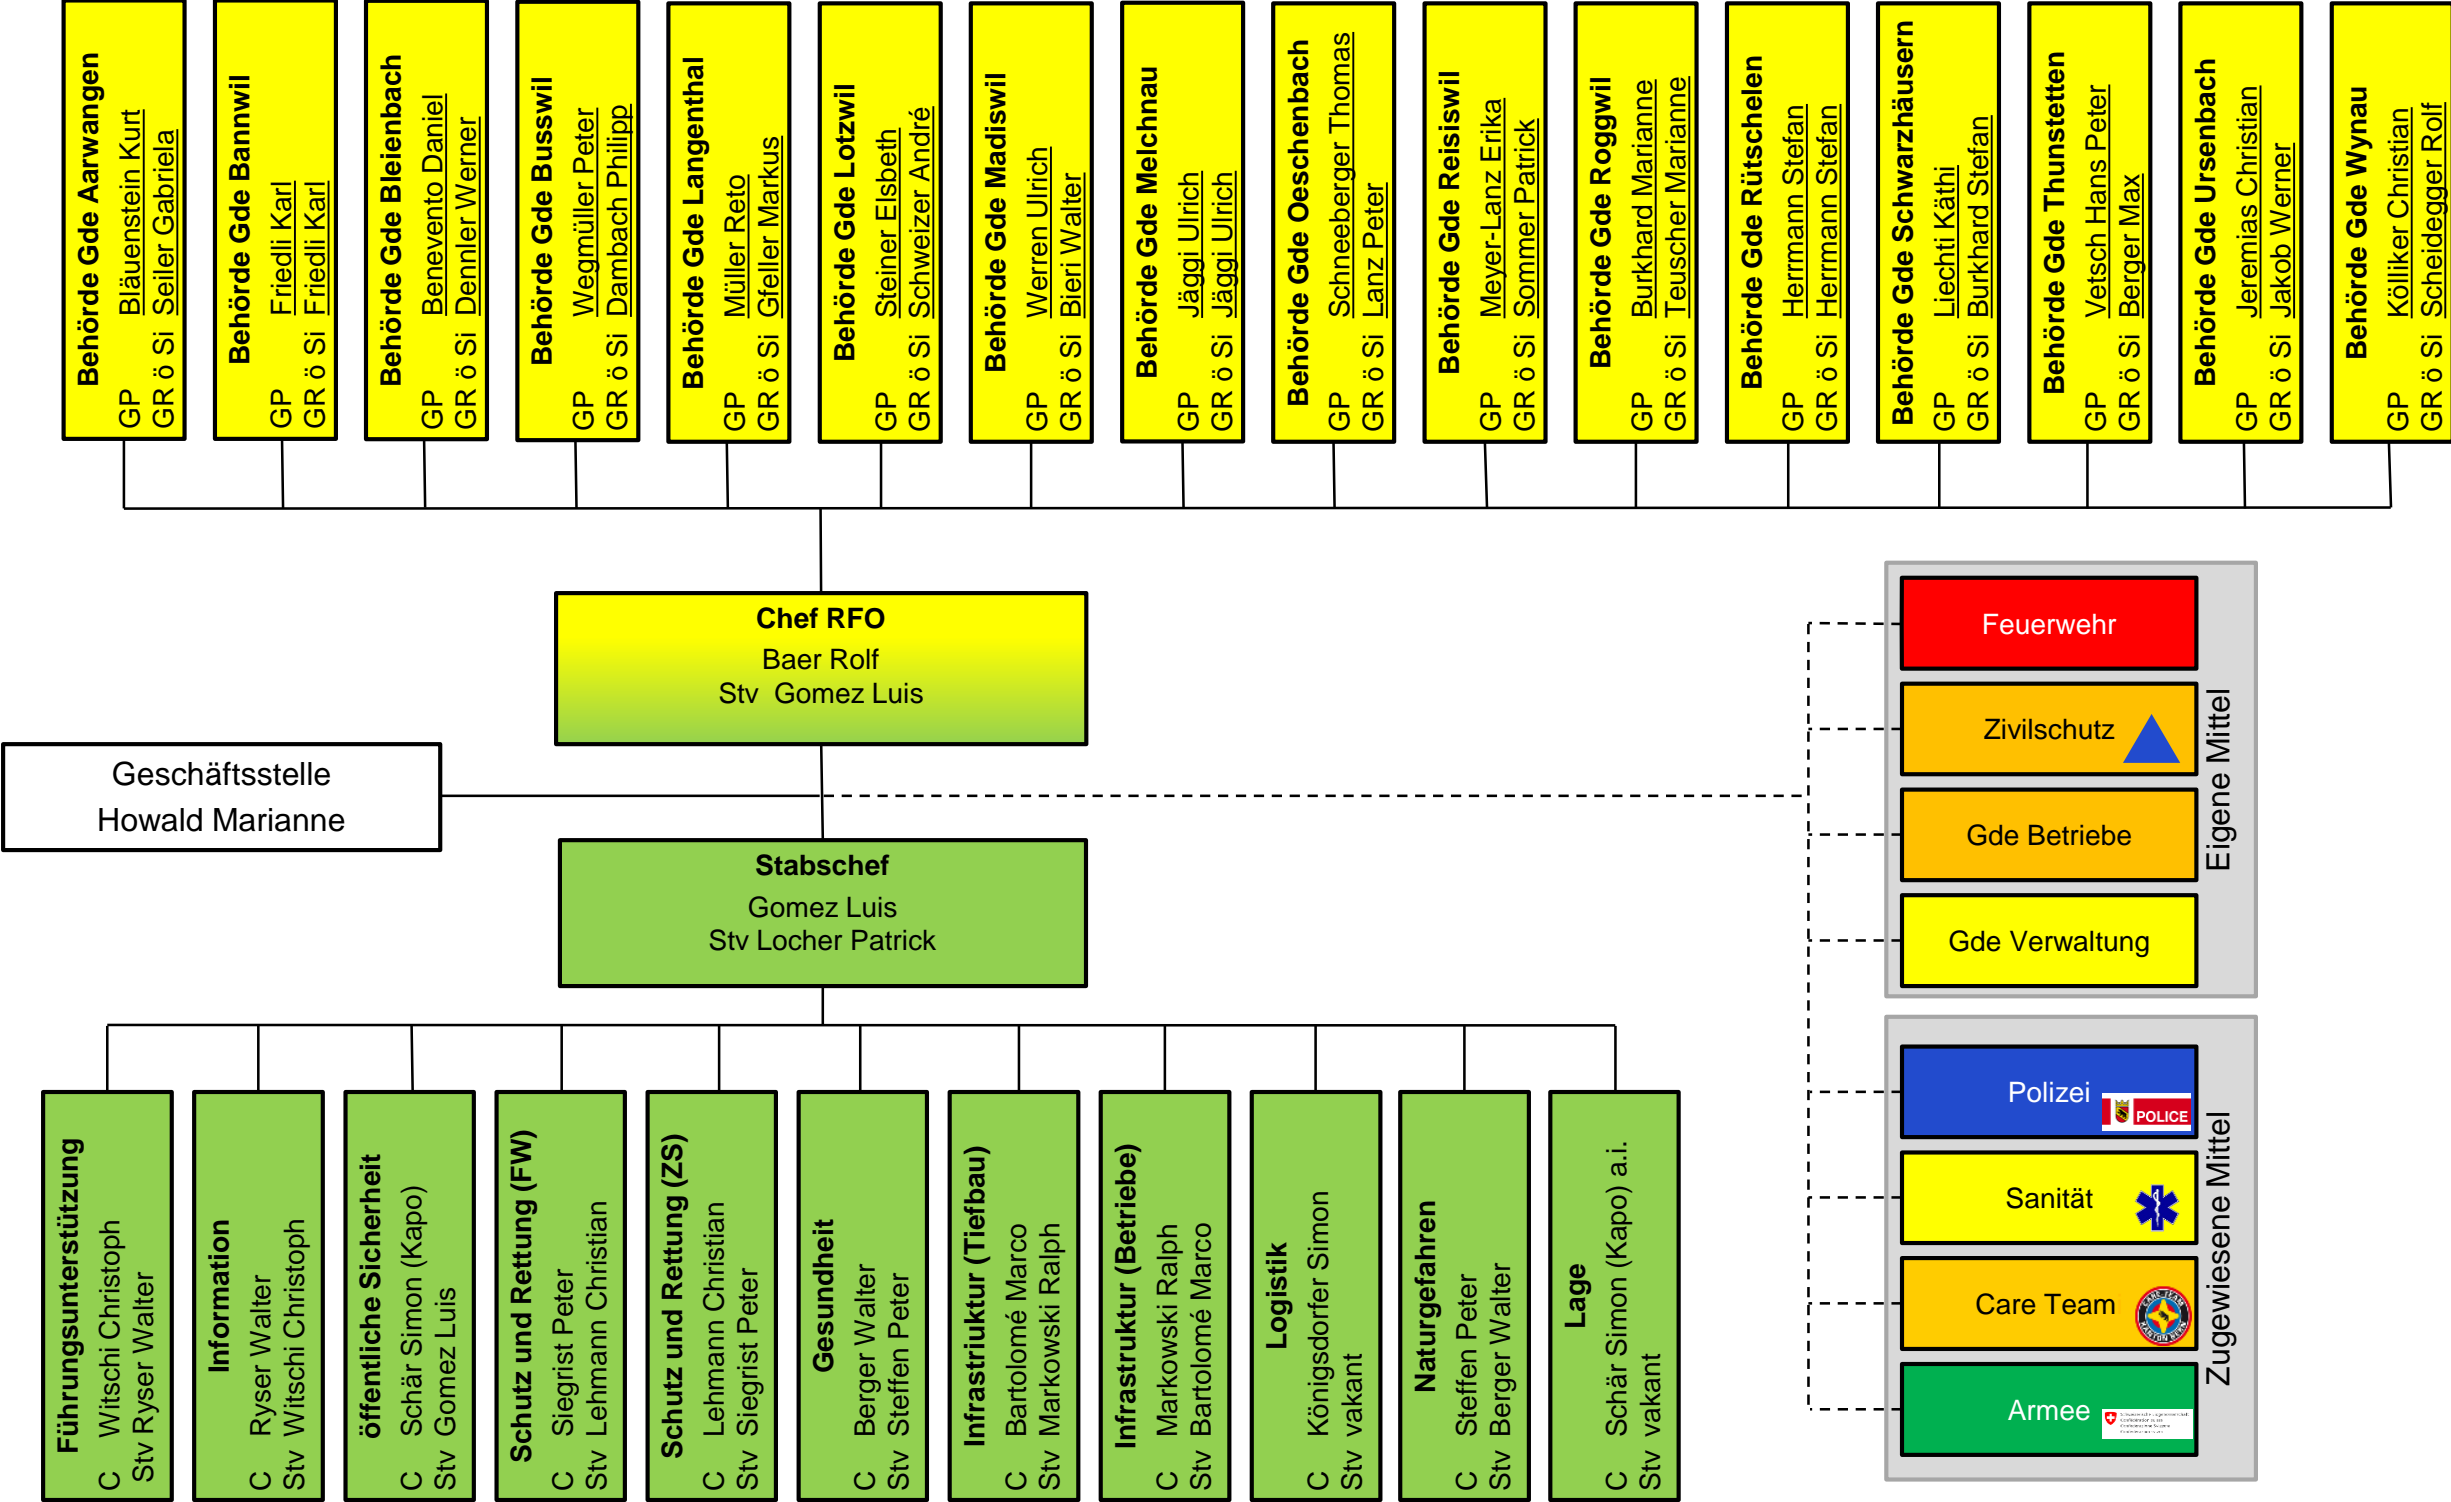 Behörde Gde Aarwangen
GP Bläuenstein Kurt
GR ö Si Seiler Gabriela
Behörde Gde Bannwil
GP Friedli Karl
GR ö Si Friedli Karl
Behörde Gde Bleienbach
GP Benevento Daniel
GR ö Si Dennler Werner
Behörde Gde Busswil
GP Wegmüller Peter
GR ö Si Dambach Philipp
Behörde Gde Langenthal
GP Müller Reto
GR ö Si Gfeller Markus
Behörde Gde Lotzwil
GP Steiner Elsbeth
GR ö Si Schweizer André
Behörde Gde Madiswil
GP Werren Ulrich
GR ö Si Bieri Walter
Behörde Gde Melchnau
GP Jäggi Ulrich
GR ö Si Jäggi Ulrich
Behörde Gde Oeschenbach
GP Schneeberger Thomas
GR ö Si Lanz Peter
Behörde Gde Reisiswil
GP Meyer-Lanz Erika
GR ö Si Sommer Patrick
Behörde Gde Roggwil
GP Burkhard Marianne
GR ö Si Teuscher Marianne
Behörde Gde Rütschelen
GP Herrmann Stefan
GR ö Si Herrmann Stefan
Behörde Gde Schwarzhäusern
GP Liechti Käthi
GR ö Si Burkhard Stefan
Behörde Gde Thunstetten
GP Vetsch Hans Peter
GR ö Si Berger Max
Behörde Gde Ursenbach
GP Jeremias Christian
GR ö Si Jakob Werner
Behörde Gde Wynau
GP Kölliker Christian
GR ö Si Scheidegger Rolf
Chef RFO
Baer Rolf
Stv Gomez Luis
Geschäftsstelle
Howald Marianne
Stabschef
Gomez Luis
Stv Locher Patrick
Feuerwehr
Zivilschutz
Gde Betriebe
Gde Verwaltung
Eigene Mittel
Polizei
POLICE
Sanität
Care Team
CARE TEAM
KANTON BERN
Armee
Zugewiesene Mittel
Führungsunterstützung
C Witschi Christoph
Stv Ryser Walter
Information
C Ryser Walter
Stv Witschi Christoph
öffentliche Sicherheit
C Schär Simon (Kapo)
Stv Gomez Luis
Schutz und Rettung (FW)
C Siegrist Peter
Stv Lehmann Christian
Schutz und Rettung (ZS)
C Lehmann Christian
Stv Siegrist Peter
Gesundheit
C Berger Walter
Stv Steffen Peter
Infrastriuktur (Tiefbau)
C Bartolomé Marco
Stv Markowski Ralph
Infrastruktur (Betriebe)
C Markowski Ralph
Stv Bartolomé Marco
Logistik
C Königsdorfer Simon
Stv vakant
Naturgefahren
C Steffen Peter
Stv Berger Walter
Lage
C Schär Simon (Kapo) a.i.
Stv vakant